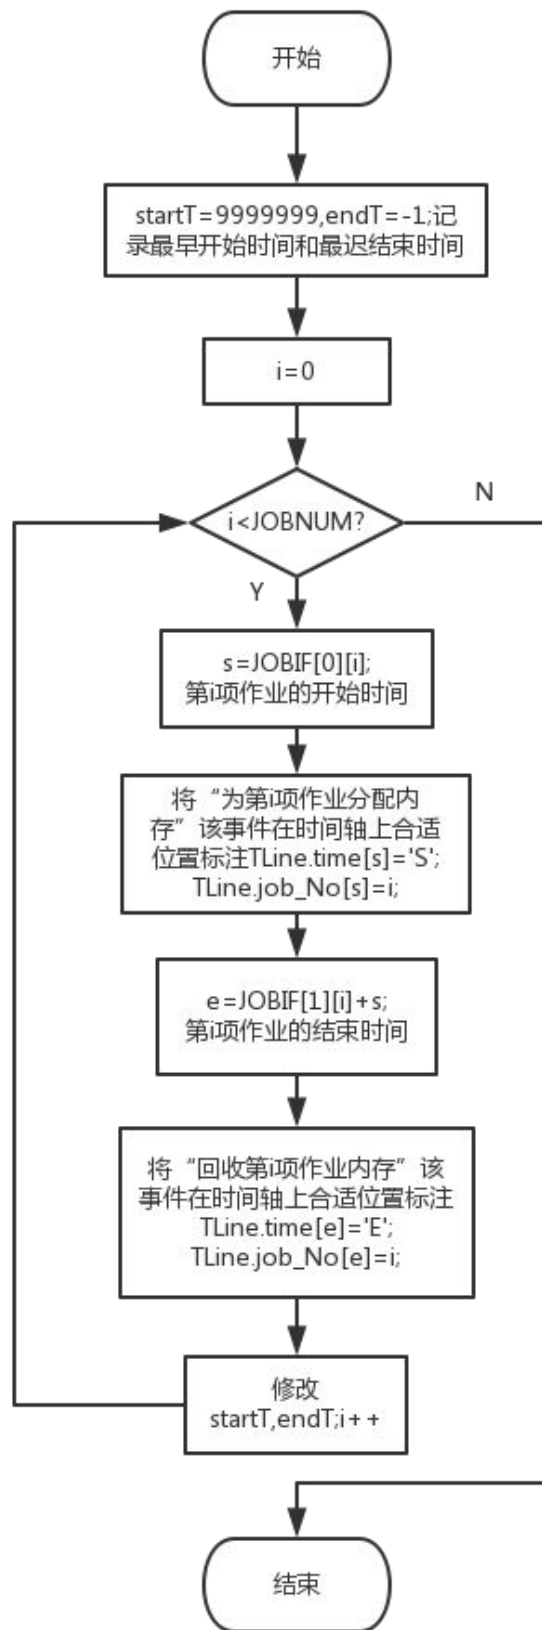 开始
startT=9999999,endT=-1;记
录最早开始时间和最迟结束时间
i=0
i<JOBNUM?
N
Y
s=JOBIF[0][i];
第i项作业的开始时间
将“为第i项作业分配内
存”该事件在时间轴上合适
位置标注TLine.time[s]='S';
TLine.job_No[s]=i;
e=JOBIF[1][i]+s;
第i项作业的结束时间
将“回收第i项作业内存”该
事件在时间轴上合适位置标注
TLine.time[e]='E';
TLine.job_No[e]=i;
修改
startT,endT;i++
结束